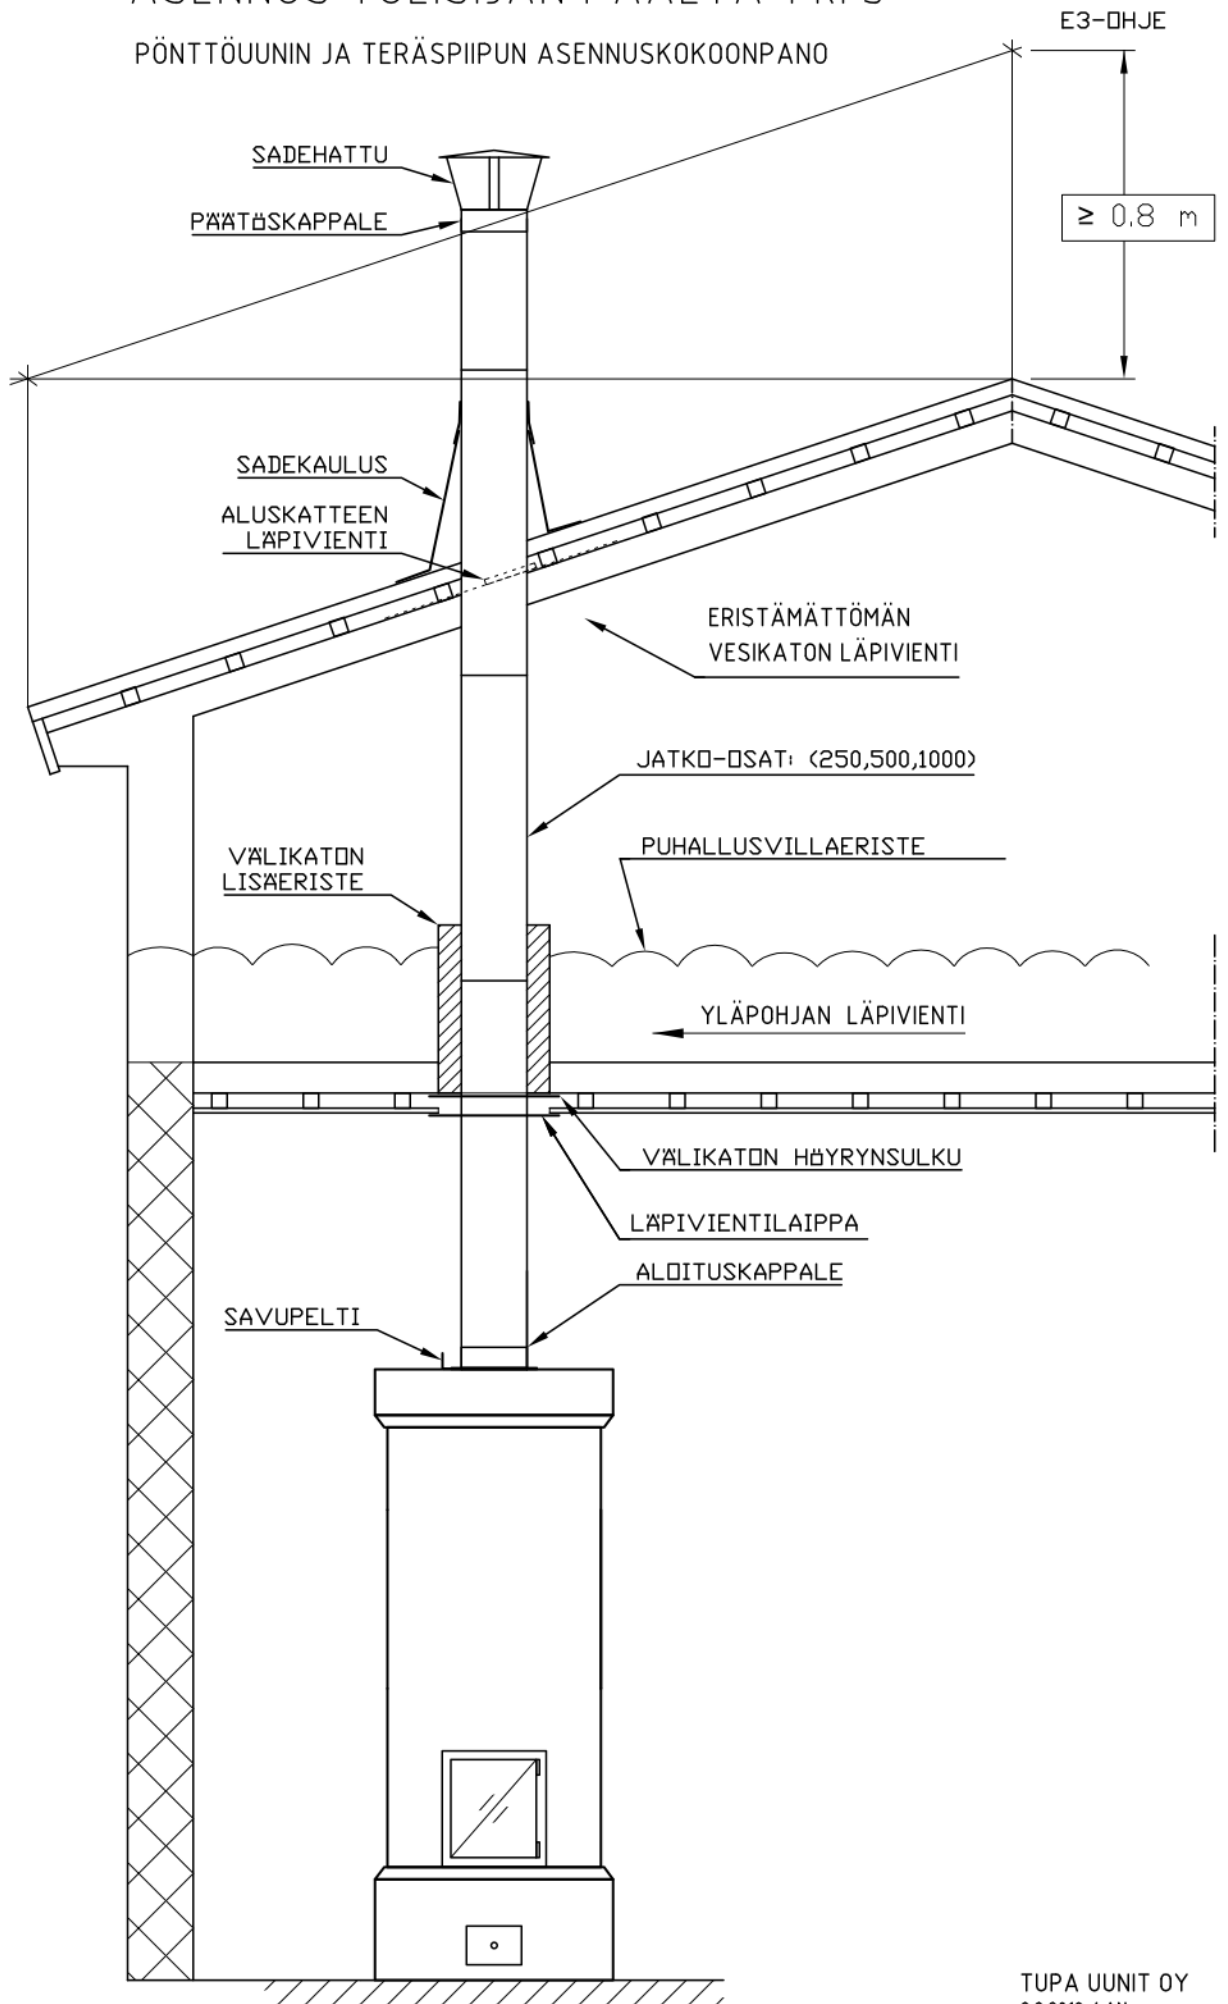 PÖNTTÖUUNIN JA TERÄSPIIPUN ASENNUSKOKOONPANO
E3-OHJE
SADEHATTU
PÄÄTÖSKAPPALE
≥ 0.8 m
SADEKAULUS
ALUSKATTEEN
LÄPIVIENTI
ERISTÄMÄTTÖMÄN
VESIKATON LÄPIVIENTI
JATKO-OSAT: (250,500,1000)
PUHALLUSVILLAERISTE
VÄLIKATON
LISÄERISTE
YLÄPOHJAN LÄPIVIENTI
VÄLIKATON HÖYRYNSULKU
LÄPIVIENTILAIPPA
ALOITUSKAPPALE
SAVUPELTI
TUPA UUNIT OY